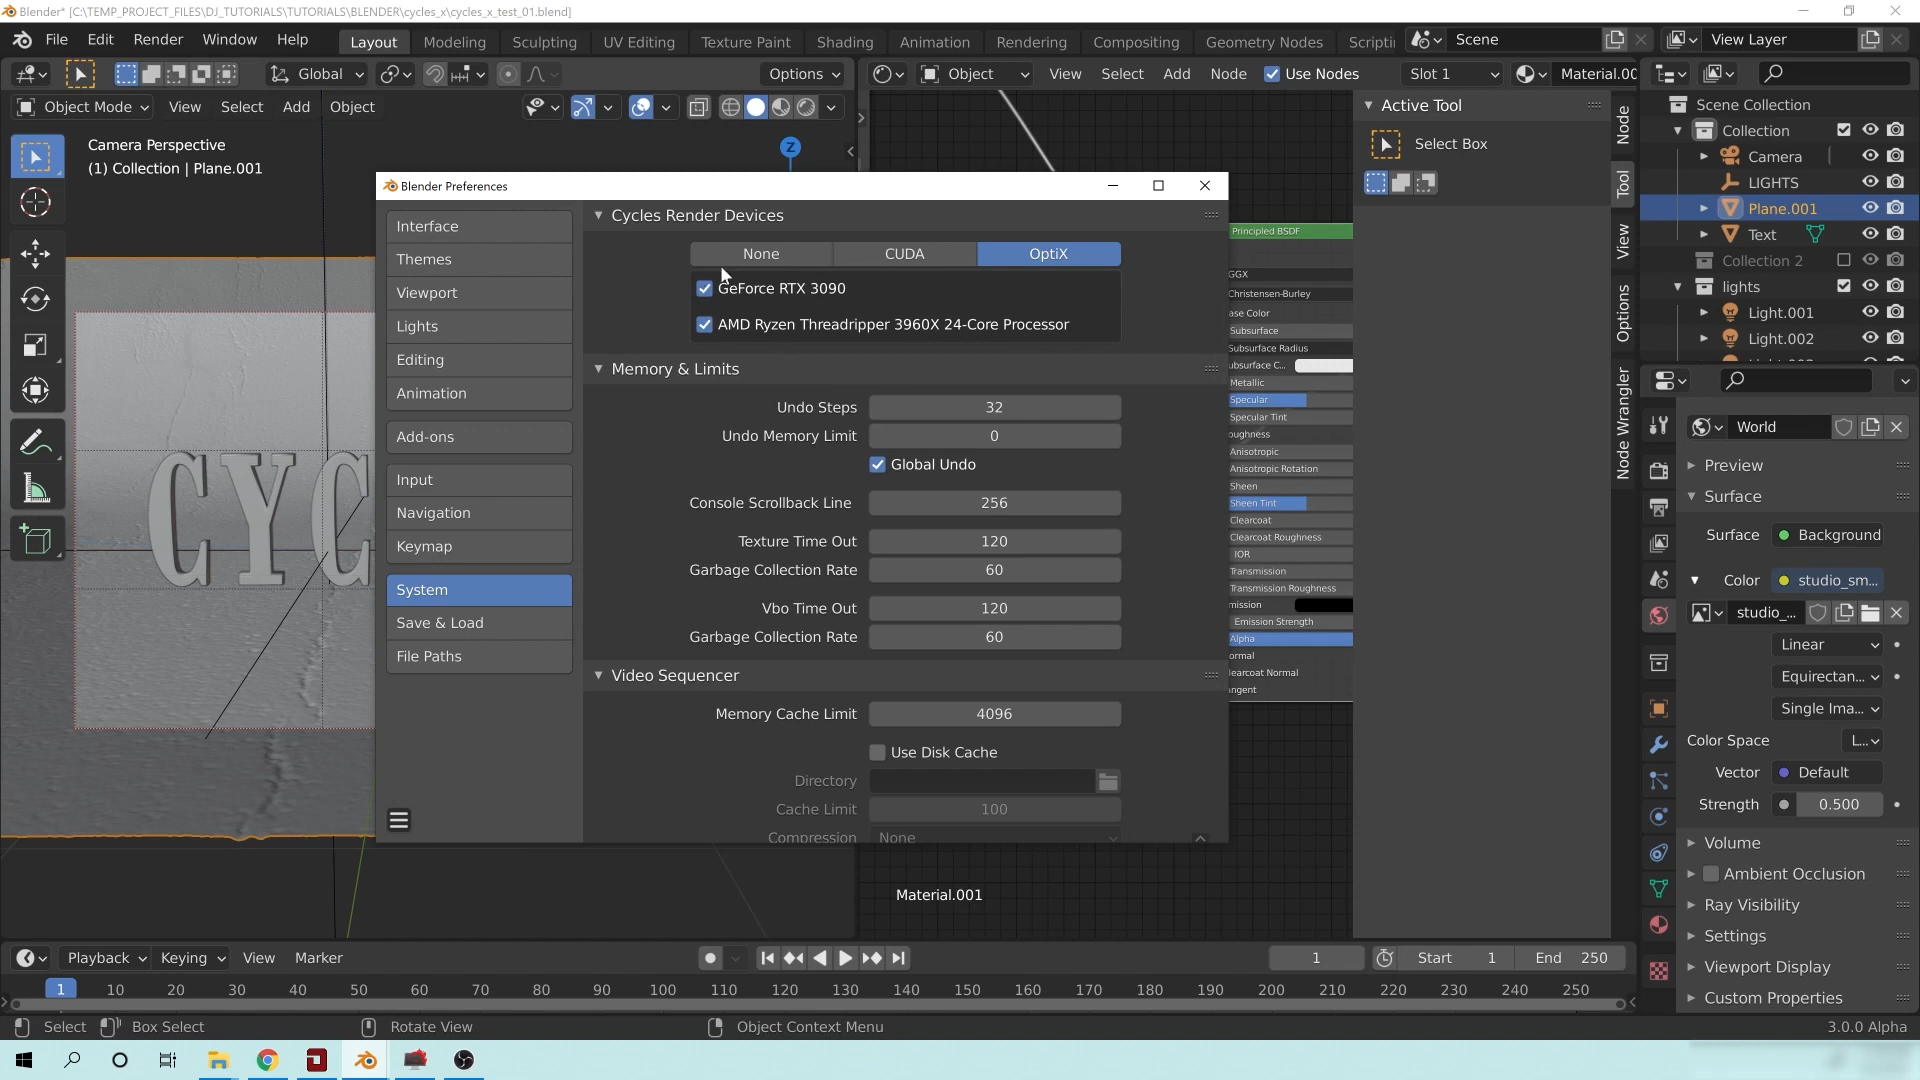 Blender* [C:\TEMP_PROJECT_FILES\DJ_TUTORIALS\TUTORIALS\BLENDER\cycles_x\cycles_x_test_01.blend]
File Edit Render Window Help Layout Modeling Sculpting UV Editing Texture Paint Shading Animation Rendering Compositing Geometry Nodes Scripti Scene View Layer
Global Options Object View Select Add Node Use Nodes Slot 1 Material.00
Object Mode View Select Add Object
Camera Perspective
(1) Collection | Plane.001
Z
CYC
Blender Preferences
Interface
Themes
Viewport
Lights
Editing
Animation
Add-ons
Input
Navigation
Keymap
System
Save & Load
File Paths
Cycles Render Devices
None CUDA OptiX
GeForce RTX 3090
AMD Ryzen Threadripper 3960X 24-Core Processor
Memory & Limits
Undo Steps 32
Undo Memory Limit 0
Global Undo
Console Scrollback Line 256
Texture Time Out 120
Garbage Collection Rate 60
Vbo Time Out 120
Garbage Collection Rate 60
Video Sequencer
Memory Cache Limit 4096
Use Disk Cache
Directory
Cache Limit 100
Compression None
Principled BSDF
GGX
Christensen-Burley
ase Color
Subsurface
Subsurface Radius
ubsurface C...
Metallic
Specular
Specular Tint
oughness
Anisotropic
Anisotropic Rotation
Sheen
Sheen Tint
Clearcoat
Clearcoat Roughness
IOR
Transmission
Transmission Roughness
mission
Emission Strength
Alpha
ormal
learcoat Normal
angent
Material.001
Active Tool
Select Box
Node
Tool
View
Options
Node Wrangler
Scene Collection
Collection
Camera
LIGHTS
Plane.001
Text
Collection 2
lights
Light.001
Light.002
World
Preview
Surface
Surface Background
Color studio_sm...
studio_...
Linear
Equirectan...
Single Ima...
Color Space L...
Vector Default
Strength 0.500
Volume
Ambient Occlusion
Ray Visibility
Settings
Viewport Display
Custom Properties
Playback Keying View Marker 1 Start 1 End 250
1 10 20 30 40 50 60 70 80 90 100 110 120 130 140 150 160 170 180 190 200 210 220 230 240 250
Select Box Select Rotate View Object Context Menu 3.0.0 Alpha